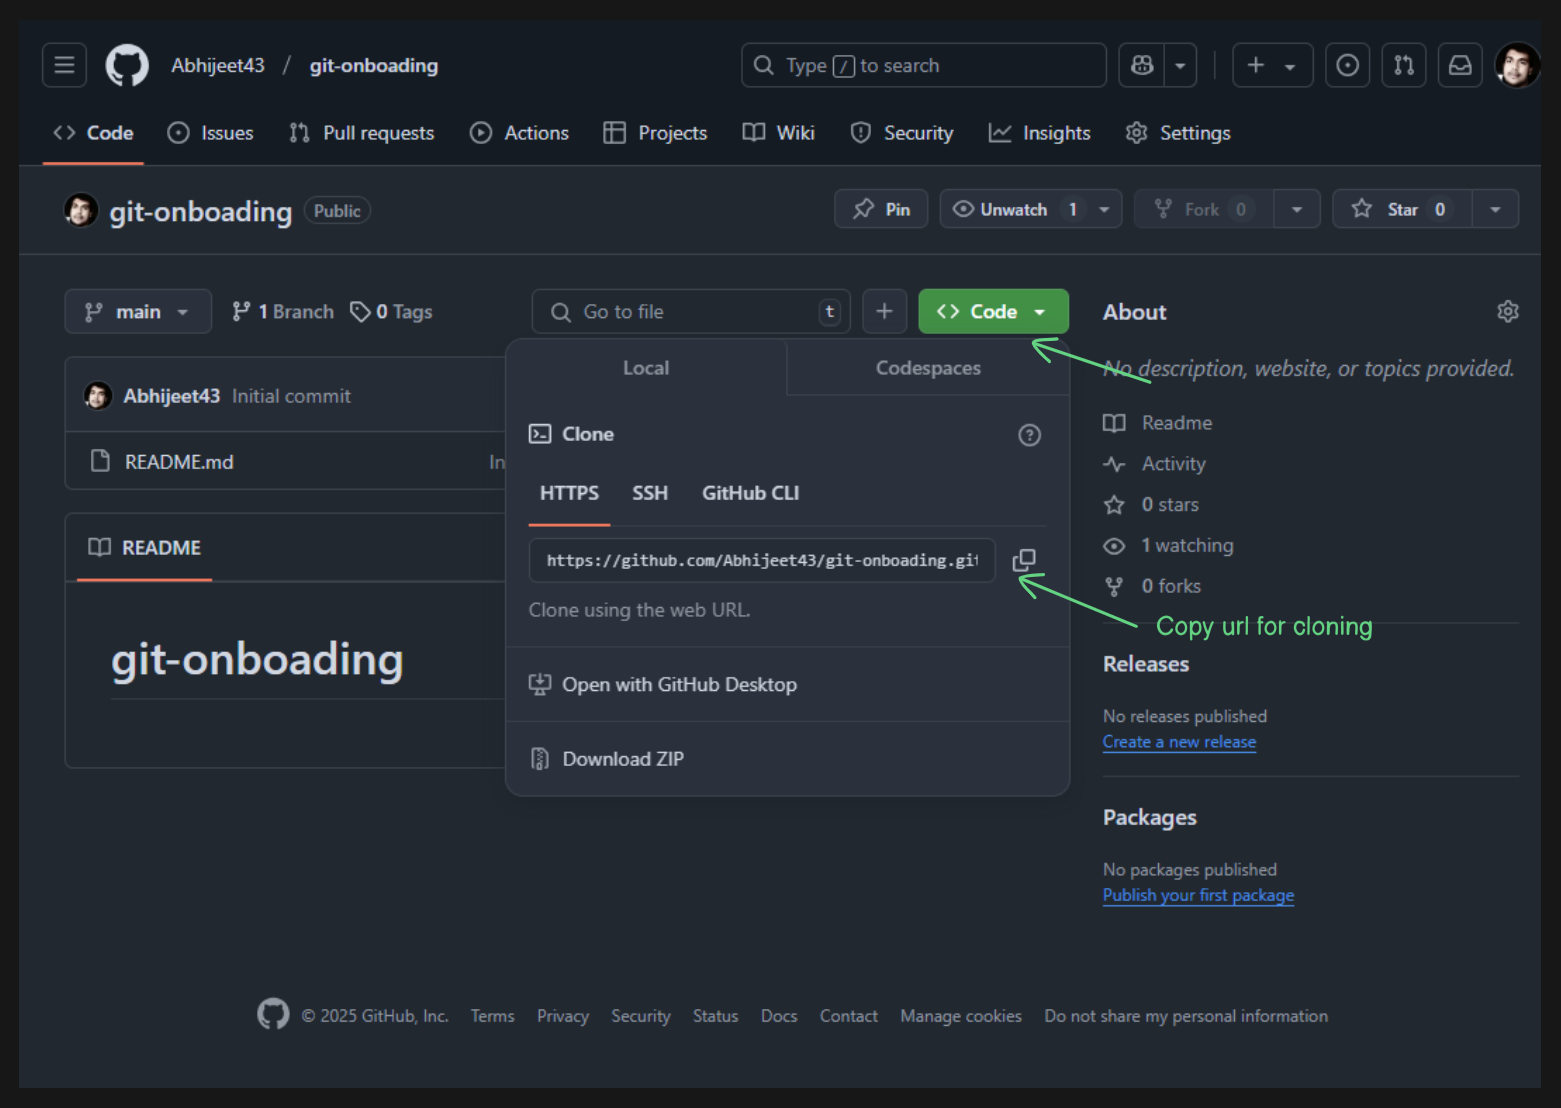 Abhijeet43 / git-onboading
Type / to search
Code Issues Pull requests Actions Projects Wiki Security Insights Settings
git-onboading Public
Pin Unwatch 1 Fork 0 Star 0
main 1 Branch 0 Tags
Go to file t
Code
About
Local Codespaces
No description, website, or topics provided.
Abhijeet43 Initial commit
Readme
Clone
README.md In
Activity
HTTPS SSH GitHub CLI
0 stars
README
1 watching
https://github.com/Abhijeet43/git-onboading.git
0 forks
Clone using the web URL.
Copy url for cloning
git-onboading
Releases
Open with GitHub Desktop
No releases published
Create a new release
Download ZIP
Packages
No packages published
Publish your first package
© 2025 GitHub, Inc. Terms Privacy Security Status Docs Contact Manage cookies Do not share my personal information